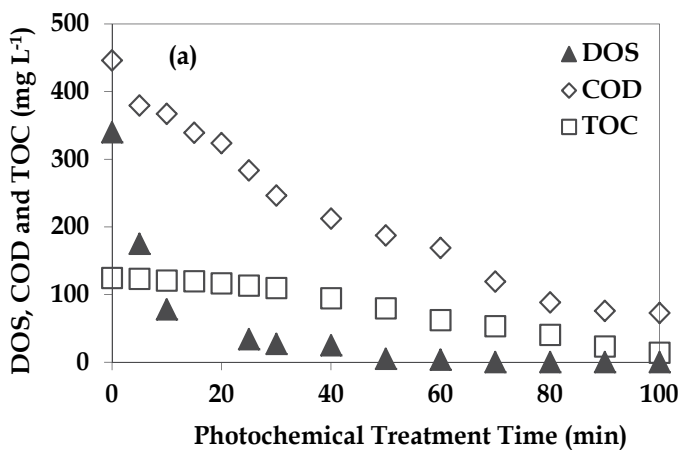 500
400
300
200
100
0
DOS, COD and TOC (mg L⁻¹)
(a)
DOS
COD
TOC
0 20 40 60 80 100
Photochemical Treatment Time (min)